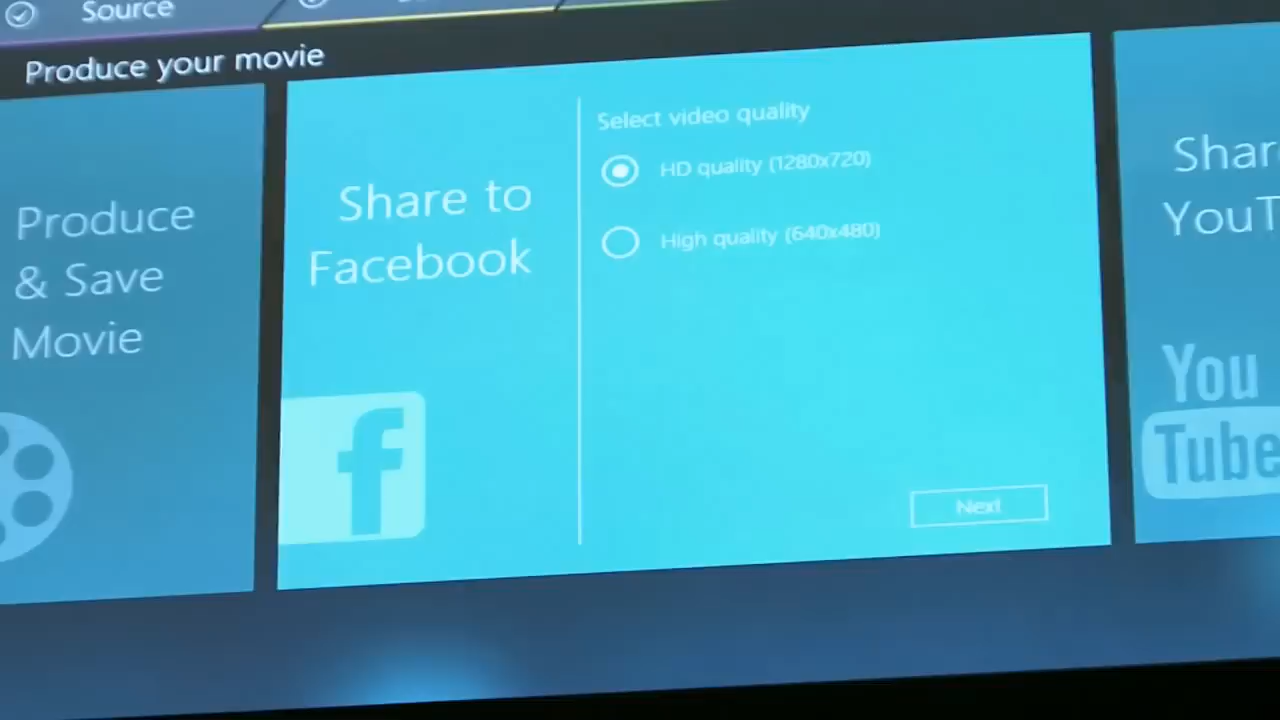 Source
Produce your movie
Produce
& Save
Movie
Share to
Facebook
f
Select video quality
HD quality (1280x720)
High quality (640x480)
Next
Shar
YouT
You
Tube